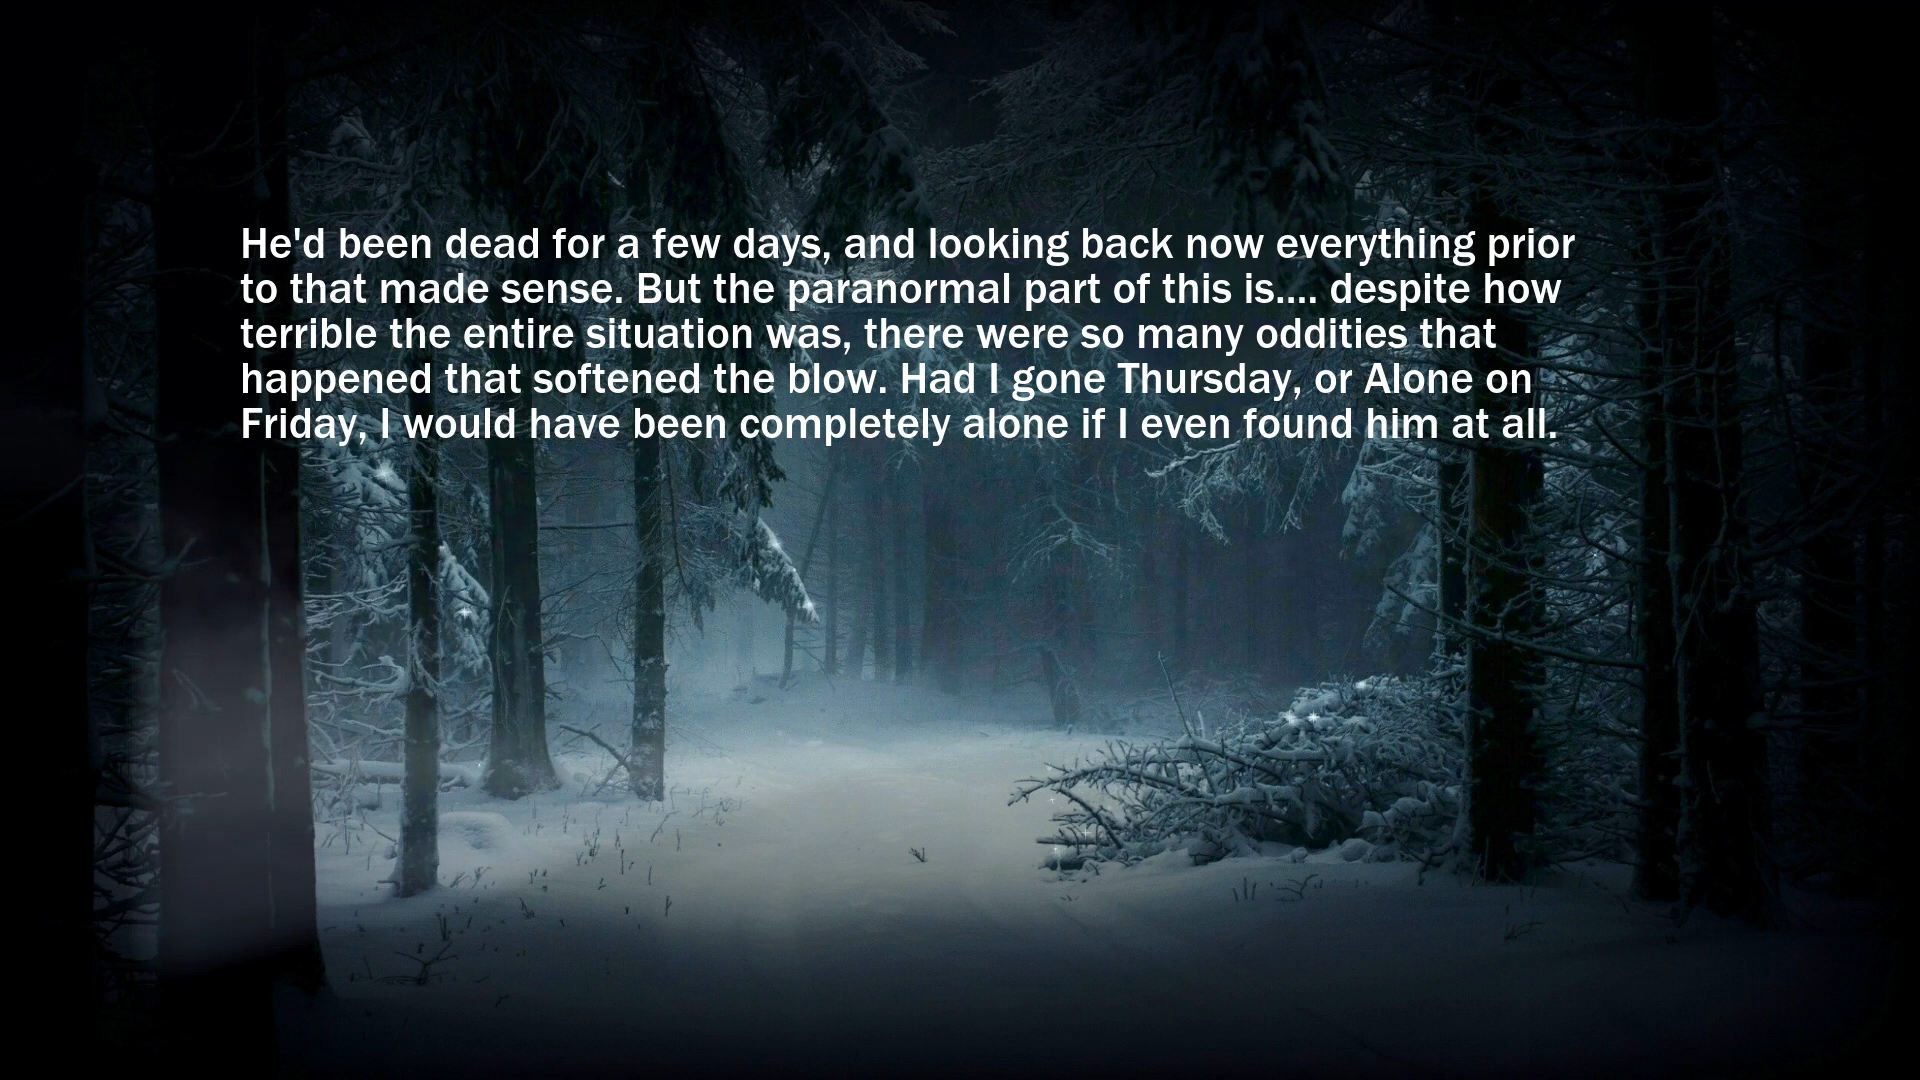 He'd been dead for a few days, and looking back now everything prior
to that made sense. But the paranormal part of this is.... despite how
terrible the entire situation was, there were so many oddities that
happened that softened the blow. Had I gone Thursday, or Alone on
Friday, I would have been completely alone if I even found him at all.